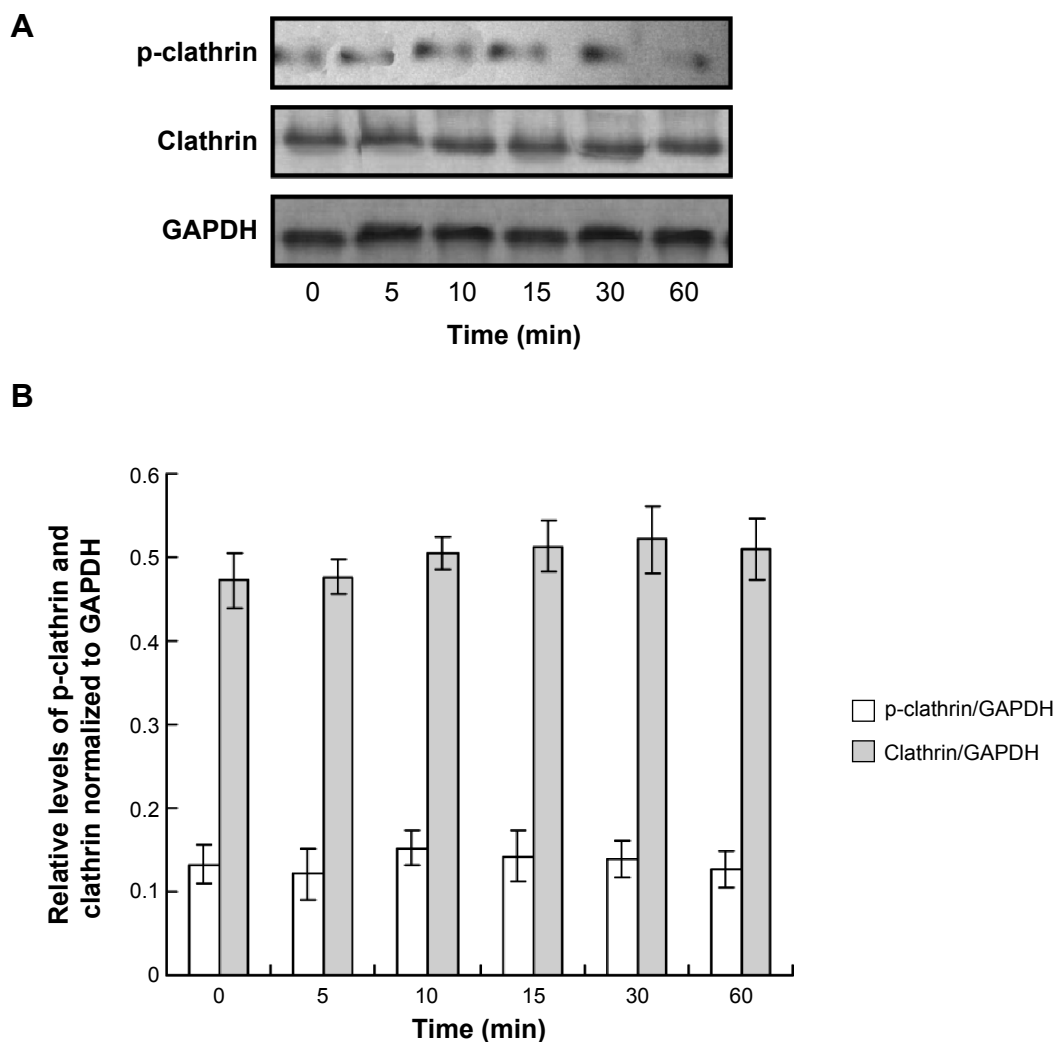 A
p-clathrin
Clathrin
GAPDH
0 5 10 15 30 60
Time (min)
B
Relative levels of p-clathrin and
clathrin normalized to GAPDH
0.6
0.5
0.4
0.3
0.2
0.1
0
p-clathrin/GAPDH
Clathrin/GAPDH
0 5 10 15 30 60
Time (min)